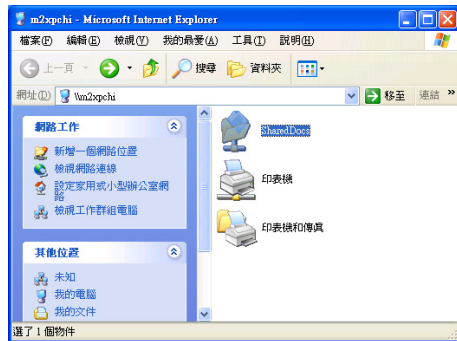 m2xpchi - Microsoft Internet Explorer
檔案(F) 編輯(E) 檢視(V) 我的最愛(A) 工具(T) 說明(H)
上一頁 搜尋 資料夾
網址(D) \\m2xpchi 移至 連結 »
網路工作
新增一個網路位置
檢視網路連線
設定家用或小型辦公室網
路
檢視工作群組電腦
其他位置
未知
我的電腦
我的文件
SharedDocs
印表機
印表機和傳真
選了 1 個物件